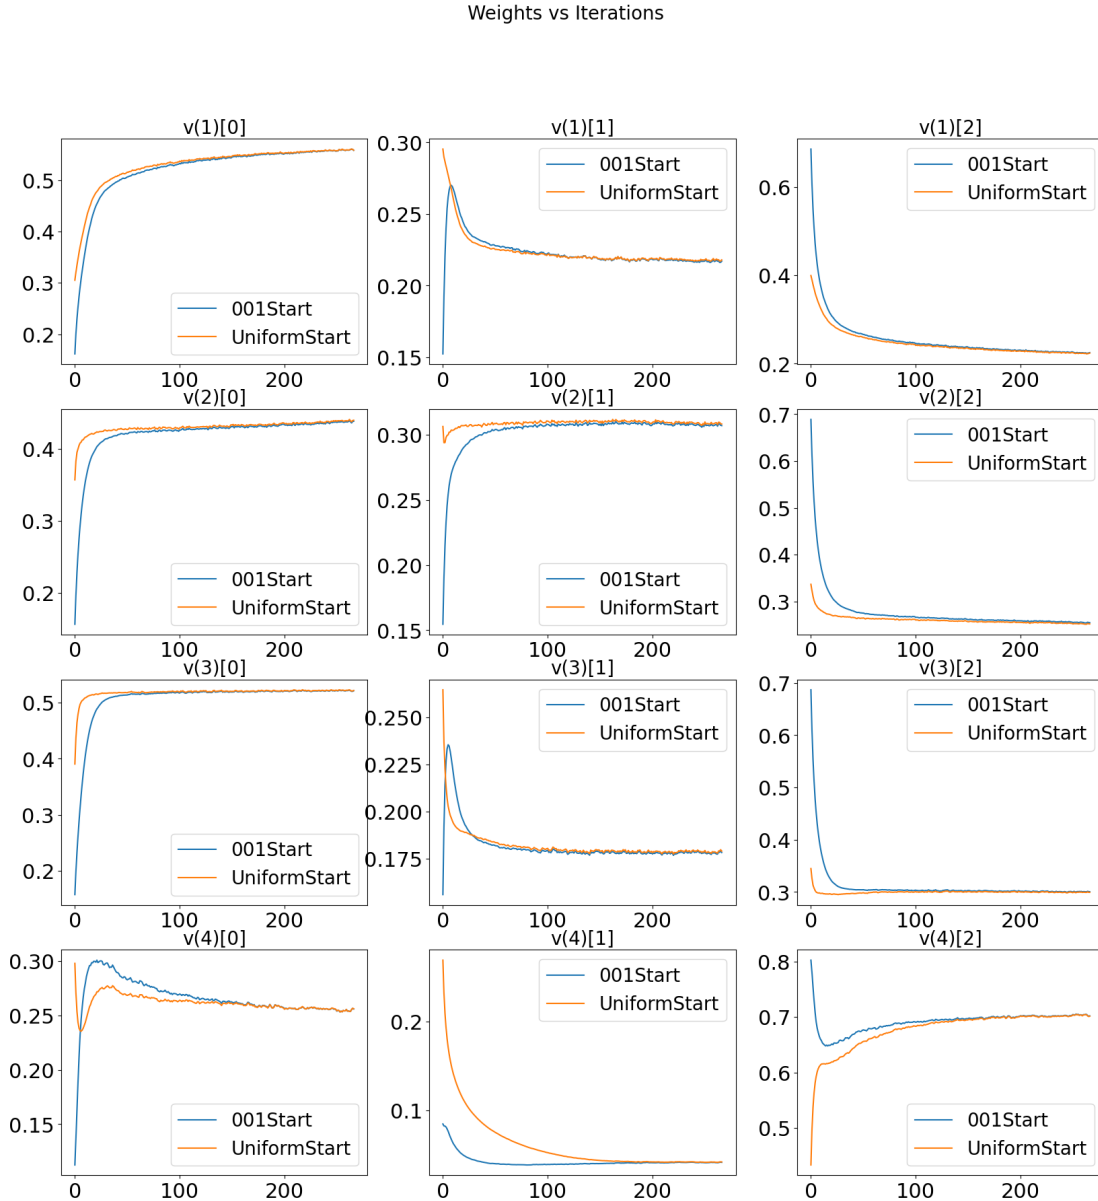 Weights vs Iterations
v(1)[0]
0.5
0.4
0.3
0.2
001Start
UniformStart
0
100
200
v(1)[1]
0.30
0.25
0.20
0.15
001Start
UniformStart
0
100
200
v(1)[2]
0.6
0.4
0.2
001Start
UniformStart
0
100
200
v(2)[0]
0.4
0.3
0.2
001Start
UniformStart
0
100
200
v(2)[1]
0.30
0.25
0.20
0.15
001Start
UniformStart
0
100
200
v(2)[2]
0.7
0.6
0.5
0.4
0.3
001Start
UniformStart
0
100
200
v(3)[0]
0.5
0.4
0.3
0.2
001Start
UniformStart
0
100
200
v(3)[1]
0.250
0.225
0.200
0.175
001Start
UniformStart
0
100
200
v(3)[2]
0.7
0.6
0.5
0.4
0.3
001Start
UniformStart
0
100
200
v(4)[0]
0.30
0.25
0.20
0.15
001Start
UniformStart
0
100
200
v(4)[1]
0.2
0.1
001Start
UniformStart
0
100
200
v(4)[2]
0.8
0.7
0.6
0.5
001Start
UniformStart
0
100
200